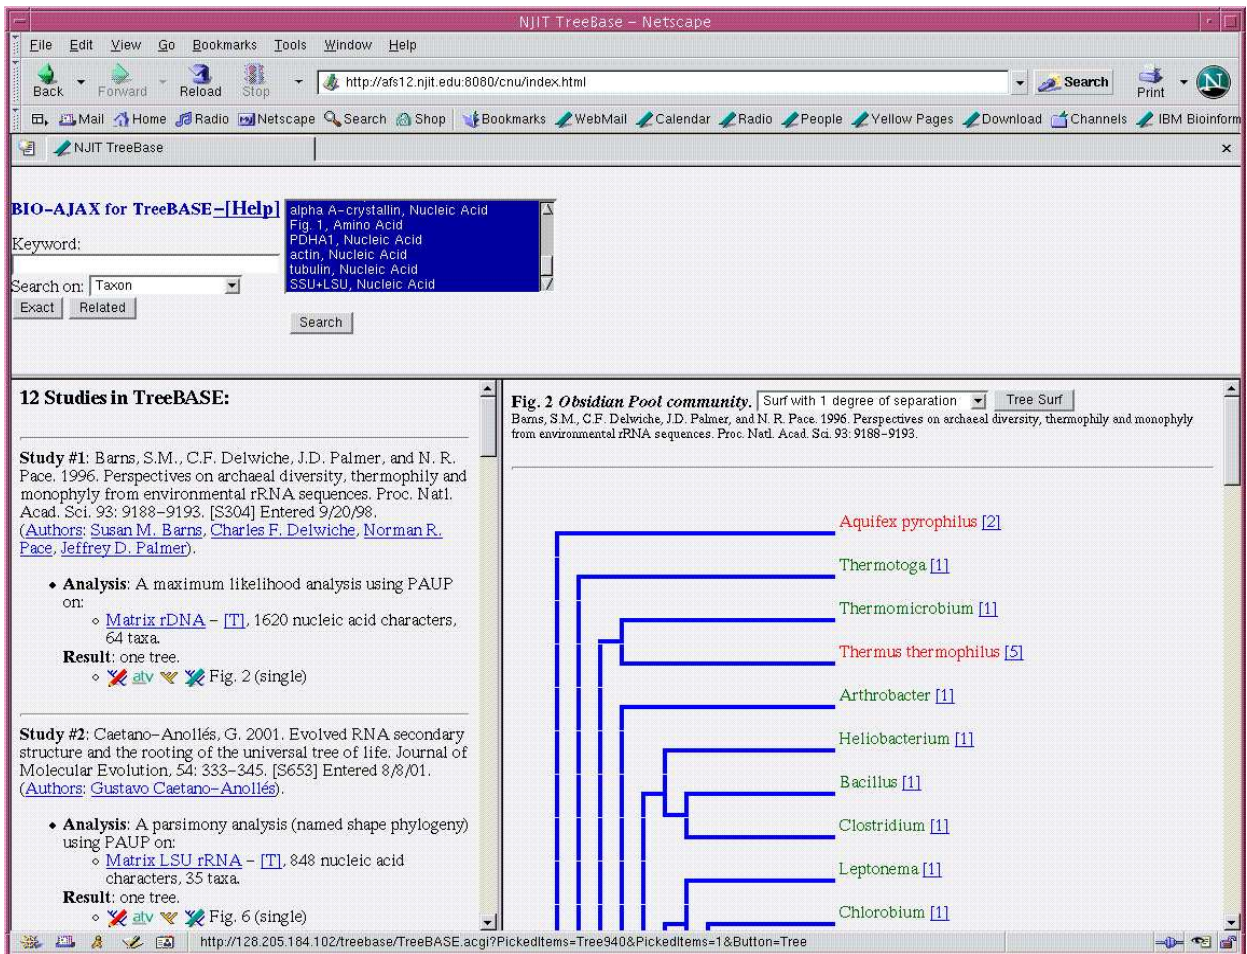 NJIT TreeBase – Netscape
File Edit View Go Bookmarks Tools Window Help
Back Forward Reload Stop http://afs12.njit.edu:8080/cnu/index.html Search Print N
Mail Home Radio Netscape Search Shop Bookmarks WebMail Calendar Radio People Yellow Pages Download Channels IBM Bioinform
NJIT TreeBase
BIO–AJAX for TreeBASE–[Help]
Keyword:
Search on: Taxon
Exact Related
alpha A–crystallin, Nucleic Acid
Fig. 1, Amino Acid
PDHA1, Nucleic Acid
actin, Nucleic Acid
tubulin, Nucleic Acid
SSU+LSU, Nucleic Acid
Search
12 Studies in TreeBASE:
Study #1: Barns, S.M., C.F. Delwiche, J.D. Palmer, and N. R.
Pace. 1996. Perspectives on archaeal diversity, thermophily and
monophyly from environmental rRNA sequences. Proc. Natl.
Acad. Sci. 93: 9188–9193. [S304] Entered 9/20/98.
(Authors: Susan M. Barns, Charles F. Delwiche, Norman R.
Pace, Jeffrey D. Palmer).
Analysis: A maximum likelihood analysis using PAUP
on:
Matrix rDNA – [T], 1620 nucleic acid characters,
64 taxa.
Result: one tree.
atv Fig. 2 (single)
Study #2: Caetano–Anollés, G. 2001. Evolved RNA secondary
structure and the rooting of the universal tree of life. Journal of
Molecular Evolution, 54: 333–345. [S653] Entered 8/8/01.
(Authors: Gustavo Caetano–Anollés).
Analysis: A parsimony analysis (named shape phylogeny)
using PAUP on:
Matrix LSU rRNA – [T], 848 nucleic acid
characters, 35 taxa.
Result: one tree.
atv Fig. 6 (single)
Fig. 2 Obsidian Pool community. Surf with 1 degree of separation Tree Surf
Barns, S.M., C.F. Delwiche, J.D. Palmer, and N. R. Pace. 1996. Perspectives on archaeal diversity, thermophily and monophyly
from environmental rRNA sequences. Proc. Natl. Acad. Sci. 93: 9188–9193.
Aquifex pyrophilus [2]
Thermotoga [1]
Thermomicrobium [1]
Thermus thermophilus [5]
Arthrobacter [1]
Heliobacterium [1]
Bacillus [1]
Clostridium [1]
Leptonema [1]
Chlorobium [1]
http://128.205.184.102/treebase/TreeBASE.acgi?PickedItems=Tree940&PickedItems=1&Button=Tree